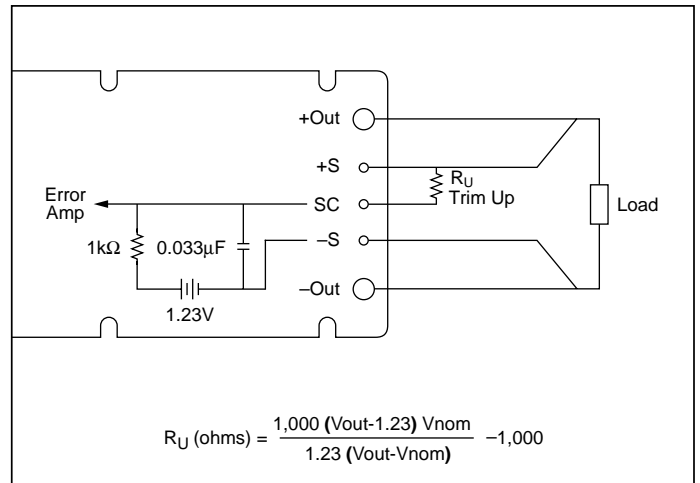 +Out
+S
R_U
Trim Up
Error
Amp
SC
Load
1kΩ
0.033μF
–S
–Out
1.23V
R_U (ohms) = 1,000 (Vout-1.23) Vnom / 1.23 (Vout-Vnom) –1,000